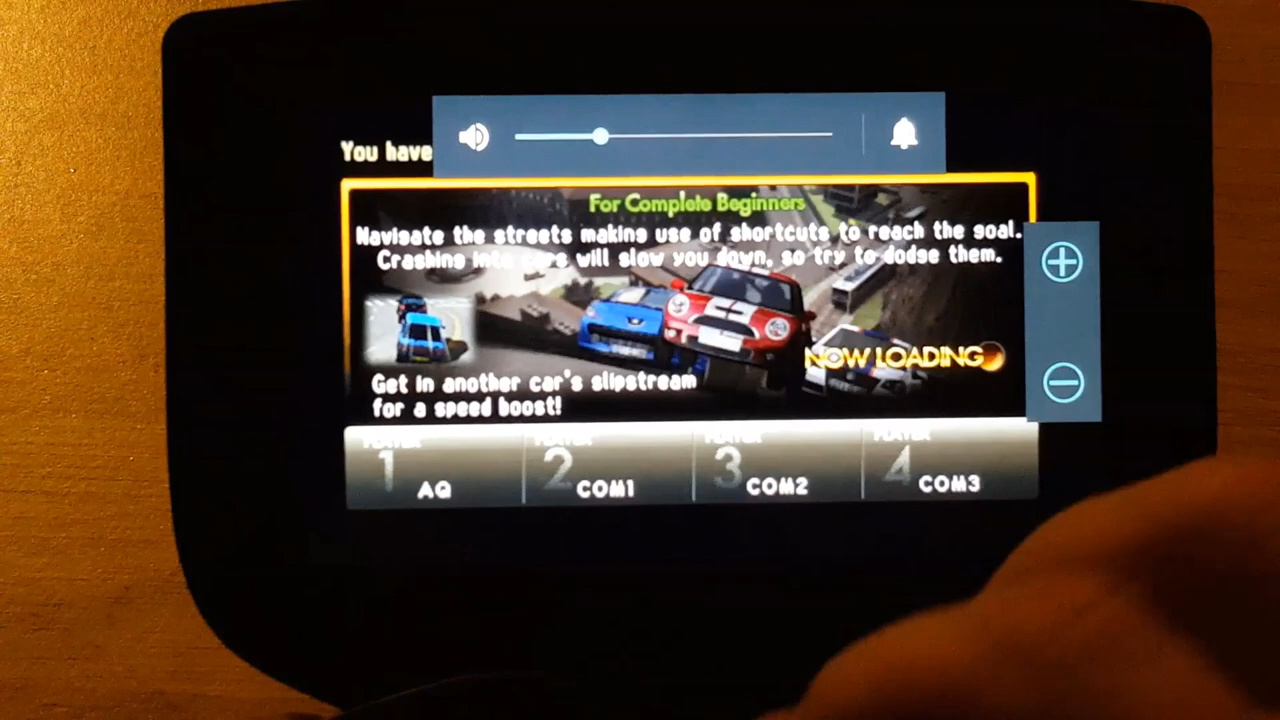 You have
For Complete Beginners
Navigate the streets making use of shortcuts to reach the goal.
Crashing into cars will slow you down, so try to dodge them.
NOW LOADING
Get in another car's slipstream
for a speed boost!
PLAYER PLAYER PLAYER PLAYER
1 2 3 4
AQ COM1 COM2 COM3